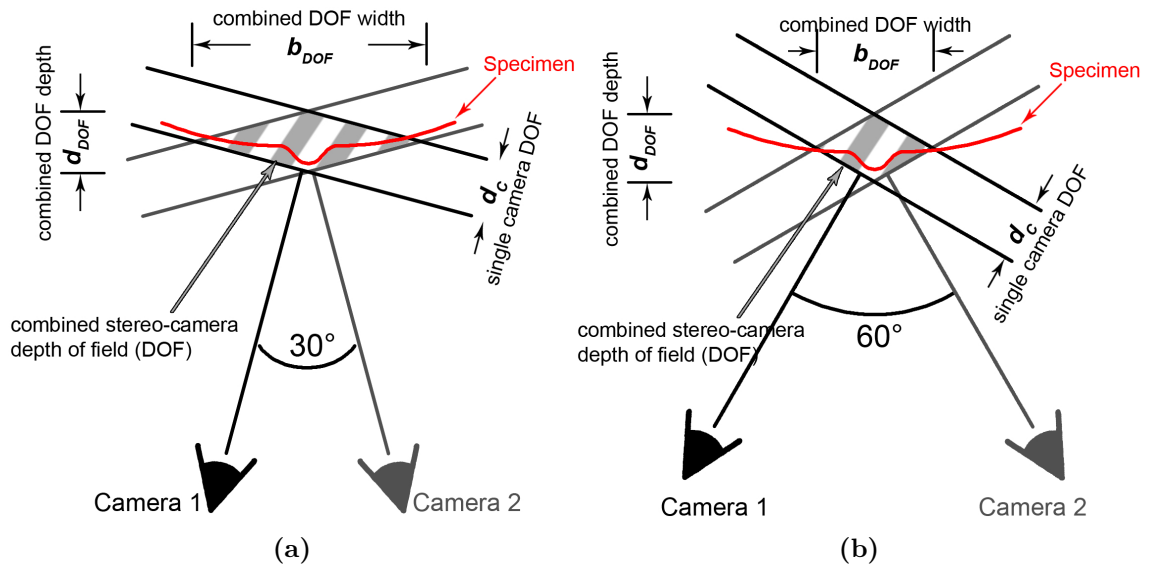 combined DOF width
b_DOF
Specimen
combined DOF depth
d_DOF
d_c
single camera DOF
combined stereo-camera
depth of field (DOF)
30°
Camera 1
Camera 2
(a)
combined DOF width
b_DOF
Specimen
combined DOF depth
d_DOF
d_c
single camera DOF
combined stereo-camera
depth of field (DOF)
60°
Camera 1
Camera 2
(b)